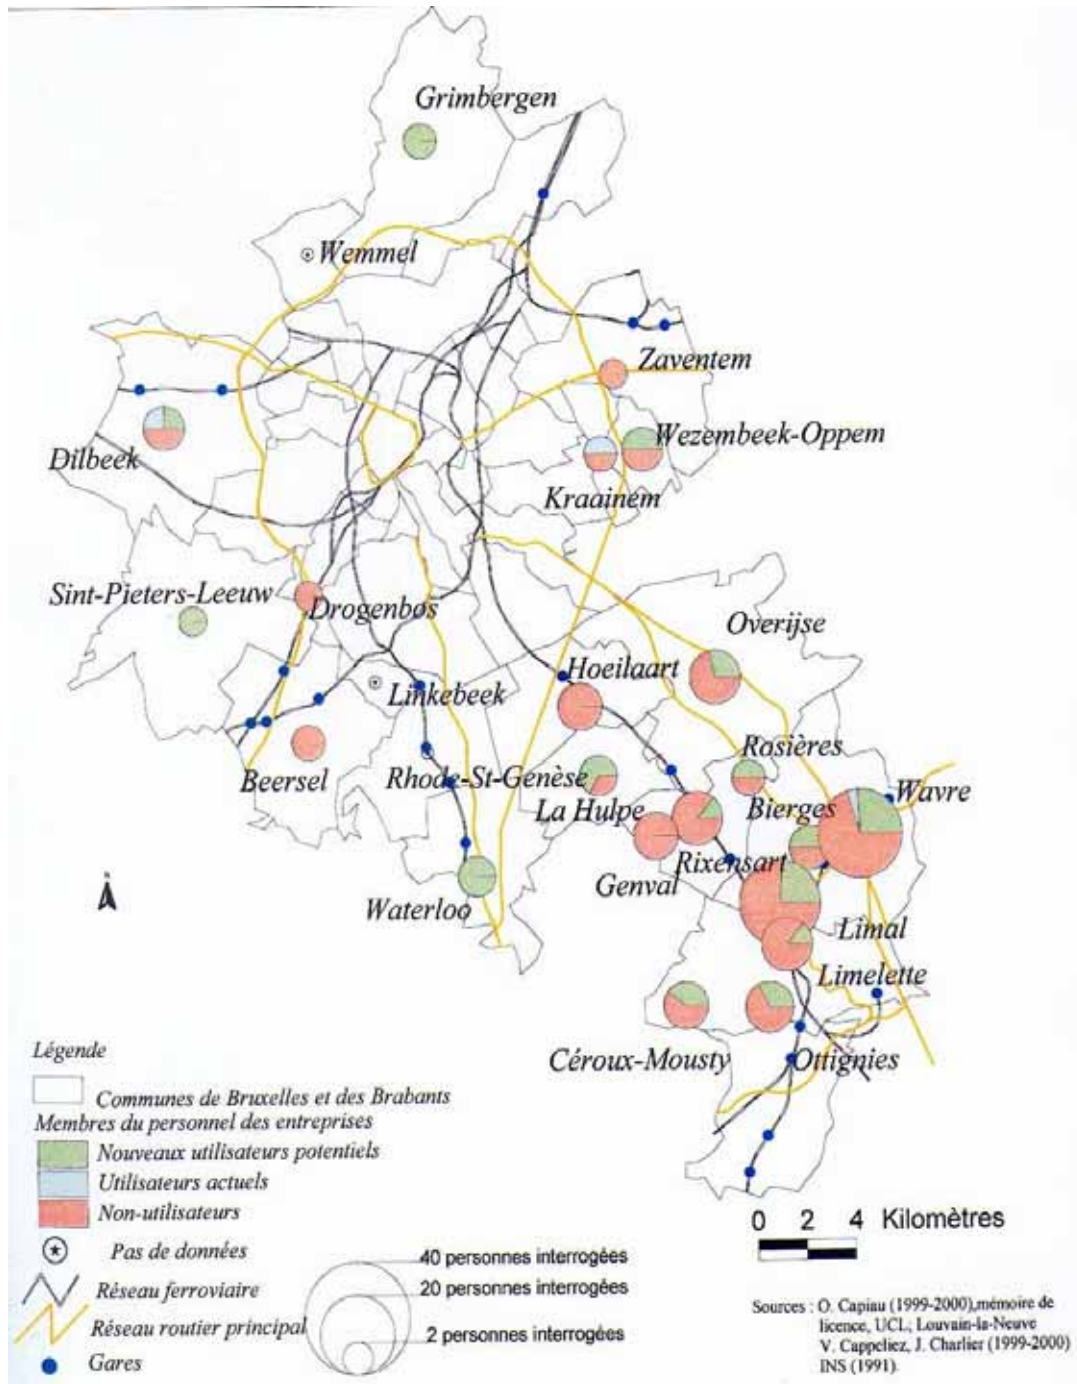 Grimbergen
Wemmel
Zaventem
Wezembeek-Oppem
Dilbeek
Kraainem
Sint-Pieters-Leeuw
Drogenbos
Overijse
Hoeilaart
Linkebeek
Rosières
Beersel
Rhode-St-Genèse
Wavre
La Hulpe
Bierges
Rixensart
Genval
Waterloo
Limal
Limelette
Céroux-Mousty
Ottignies
N
Légende
Communes de Bruxelles et des Brabants
Membres du personnel des entreprises
Nouveaux utilisateurs potentiels
Utilisateurs actuels
Non-utilisateurs
Pas de données
Réseau ferroviaire
Réseau routier principal
Gares
40 personnes interrogées
20 personnes interrogées
2 personnes interrogées
0 2 4 Kilomètres
Sources : O. Capiau (1999-2000),mémoire de
licence, UCL; Louvain-la-Neuve
V. Cappeliez, J. Charlier (1999-2000)
INS (1991).